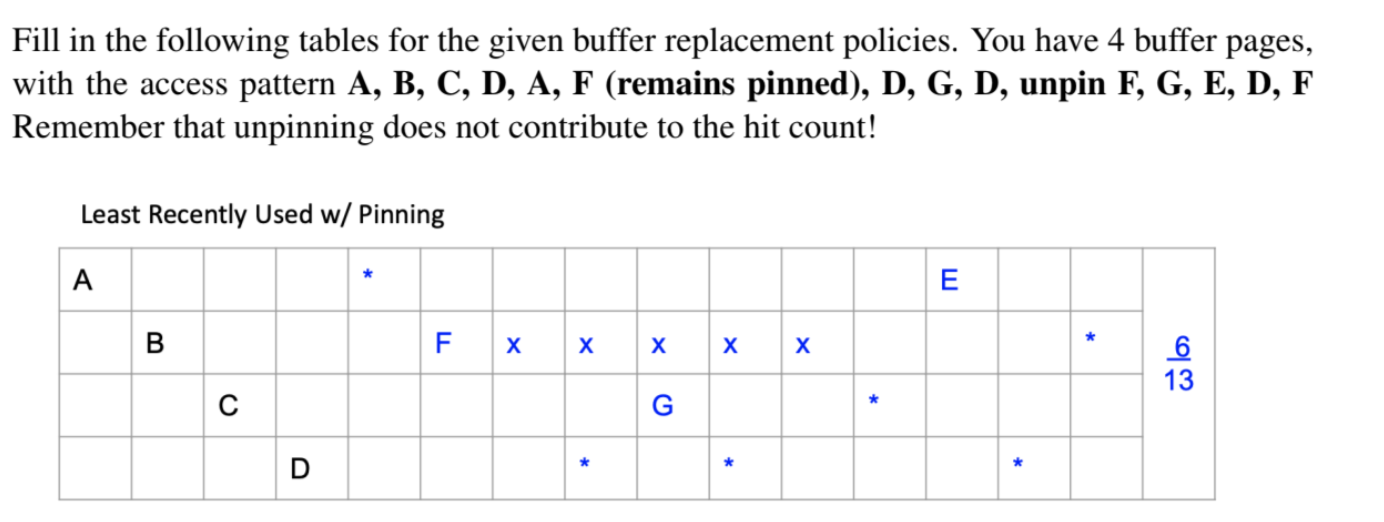 Fill in the following tables for the given buffer replacement policies. You have 4 buffer pages,
with the access pattern A, B, C, D, A, F (remains pinned), D, G, D, unpin F, G, E, D, F
Remember that unpinning does not contribute to the hit count!
Least Recently Used w/ Pinning
A * E
B F x x x x x *
C G *
D * * *
6
13